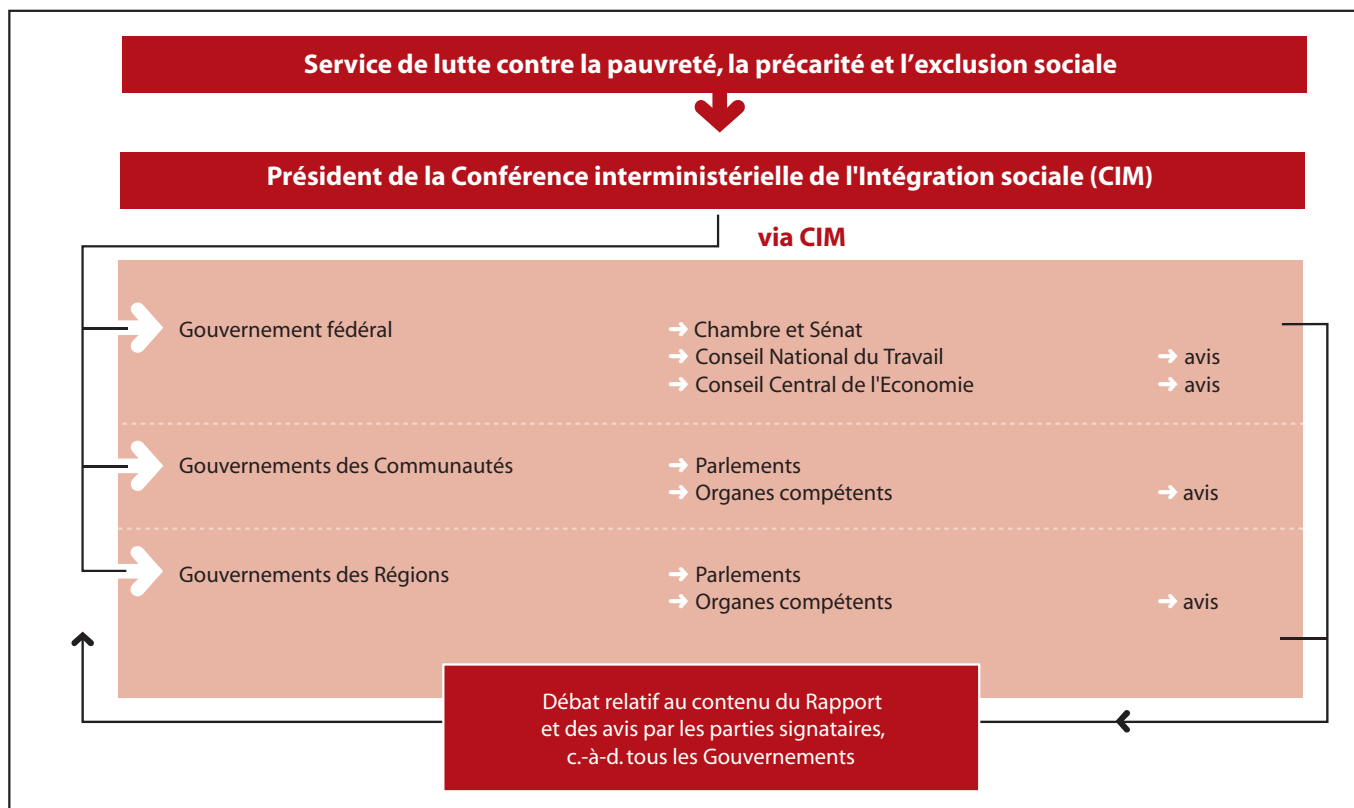 Service de lutte contre la pauvreté, la précarité et l’exclusion sociale
Président de la Conférence interministérielle de l'Intégration sociale (CIM)
via CIM
Gouvernement fédéral
Chambre et Sénat
Conseil National du Travail
avis
Conseil Central de l'Economie
avis
Gouvernements des Communautés
Parlements
Organes compétents
avis
Gouvernements des Régions
Parlements
Organes compétents
avis
Débat relatif au contenu du Rapport
et des avis par les parties signataires,
c.-à-d. tous les Gouvernements